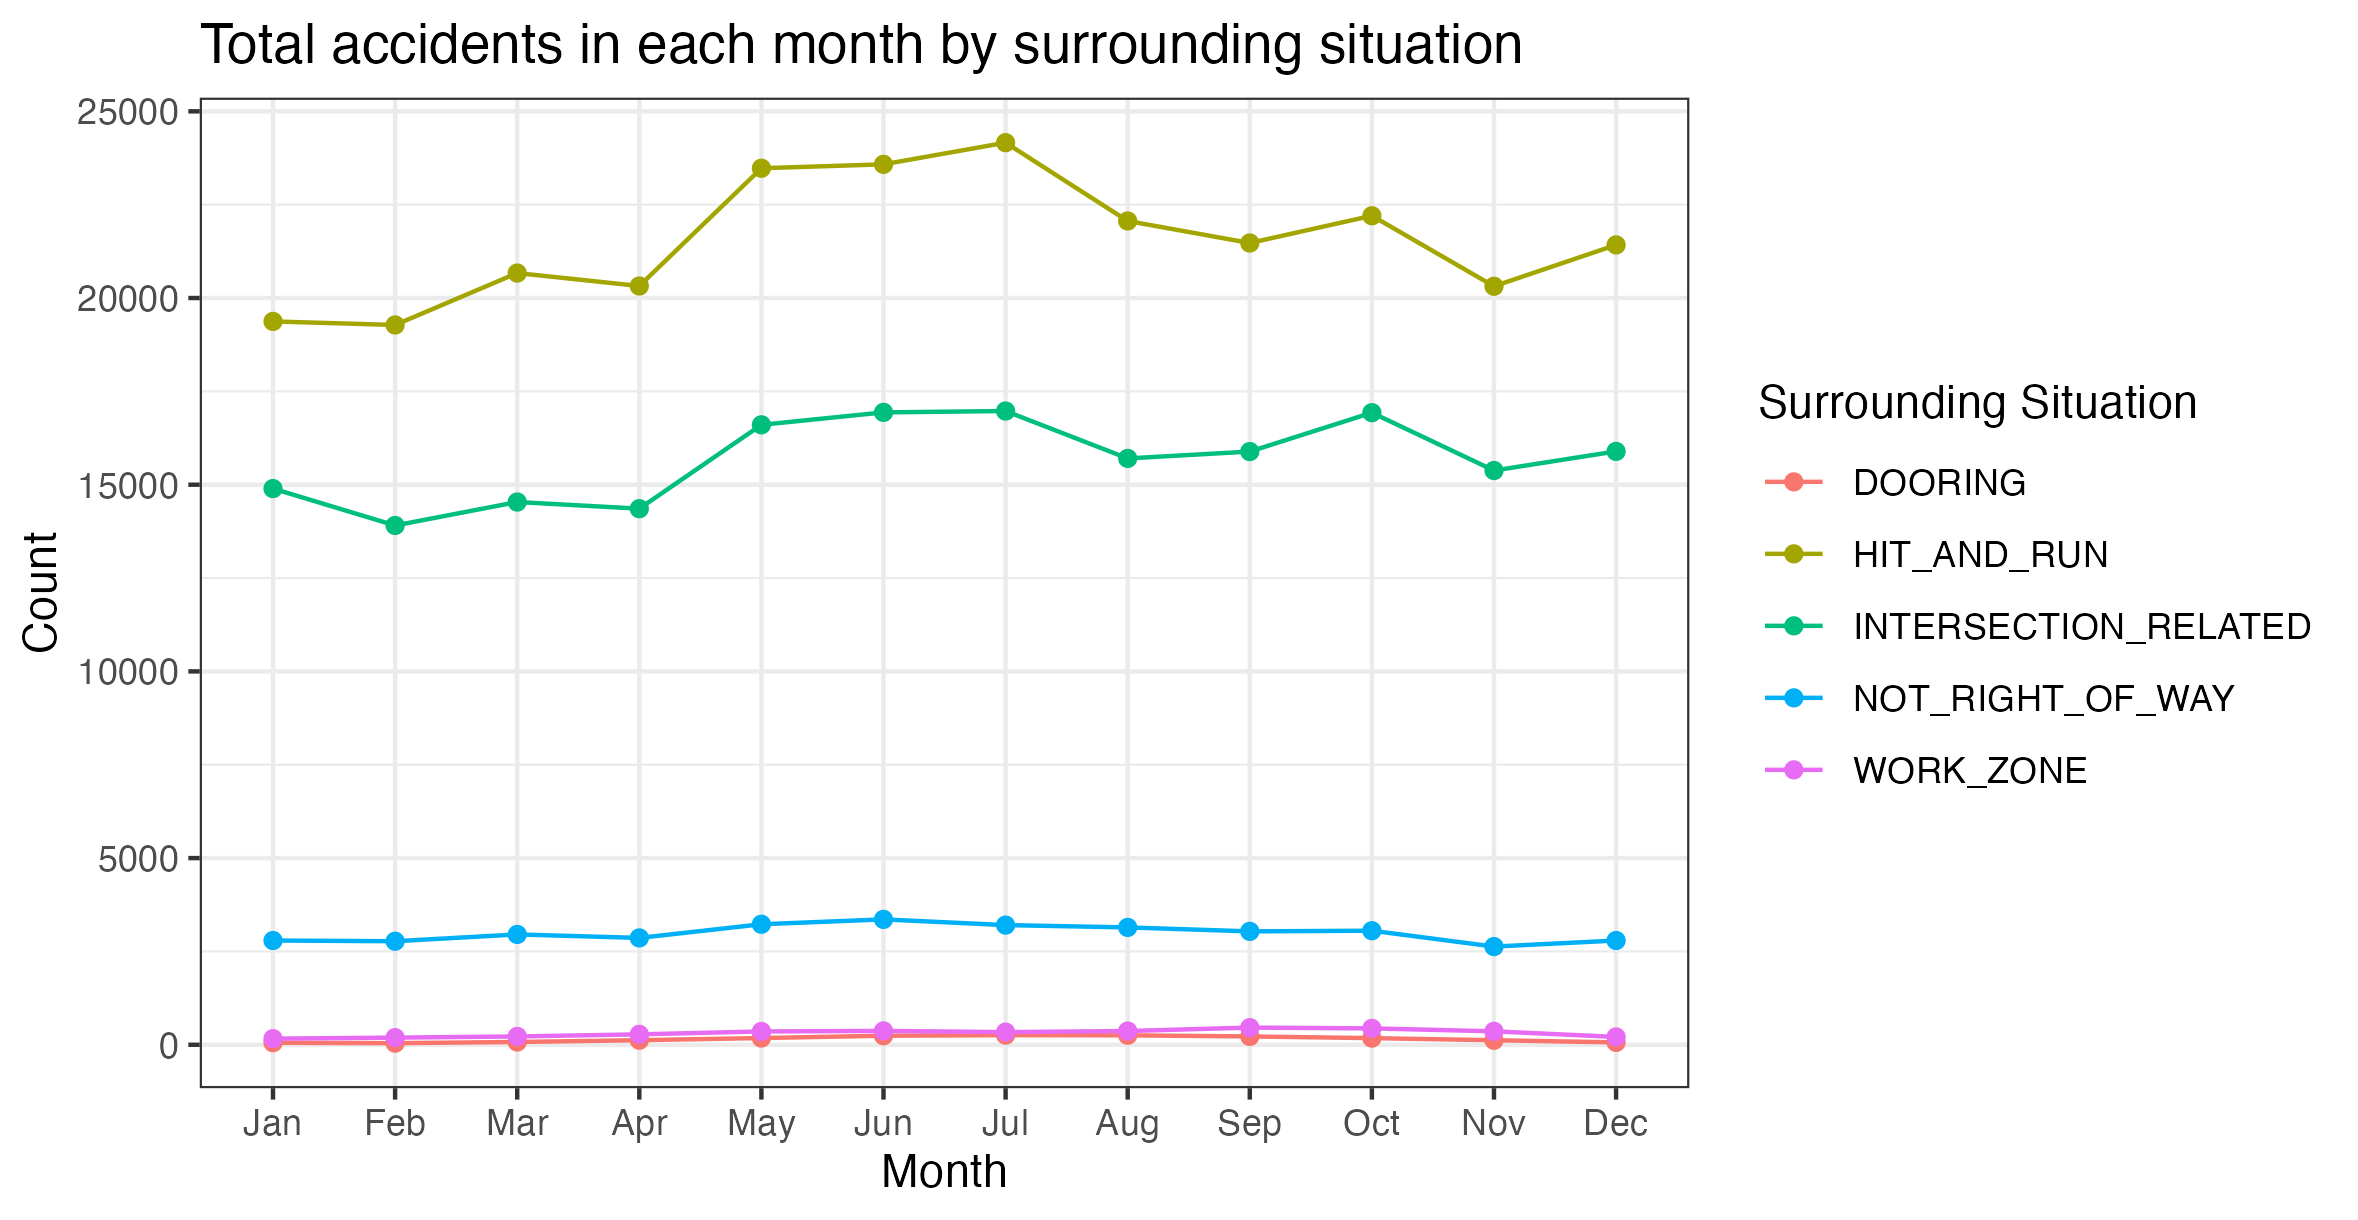 Total accidents in each month by surrounding situation
25000
20000
15000
10000
5000
0
Count
Jan Feb Mar Apr May Jun Jul Aug Sep Oct Nov Dec
Month
Surrounding Situation
DOORING
HIT_AND_RUN
INTERSECTION_RELATED
NOT_RIGHT_OF_WAY
WORK_ZONE